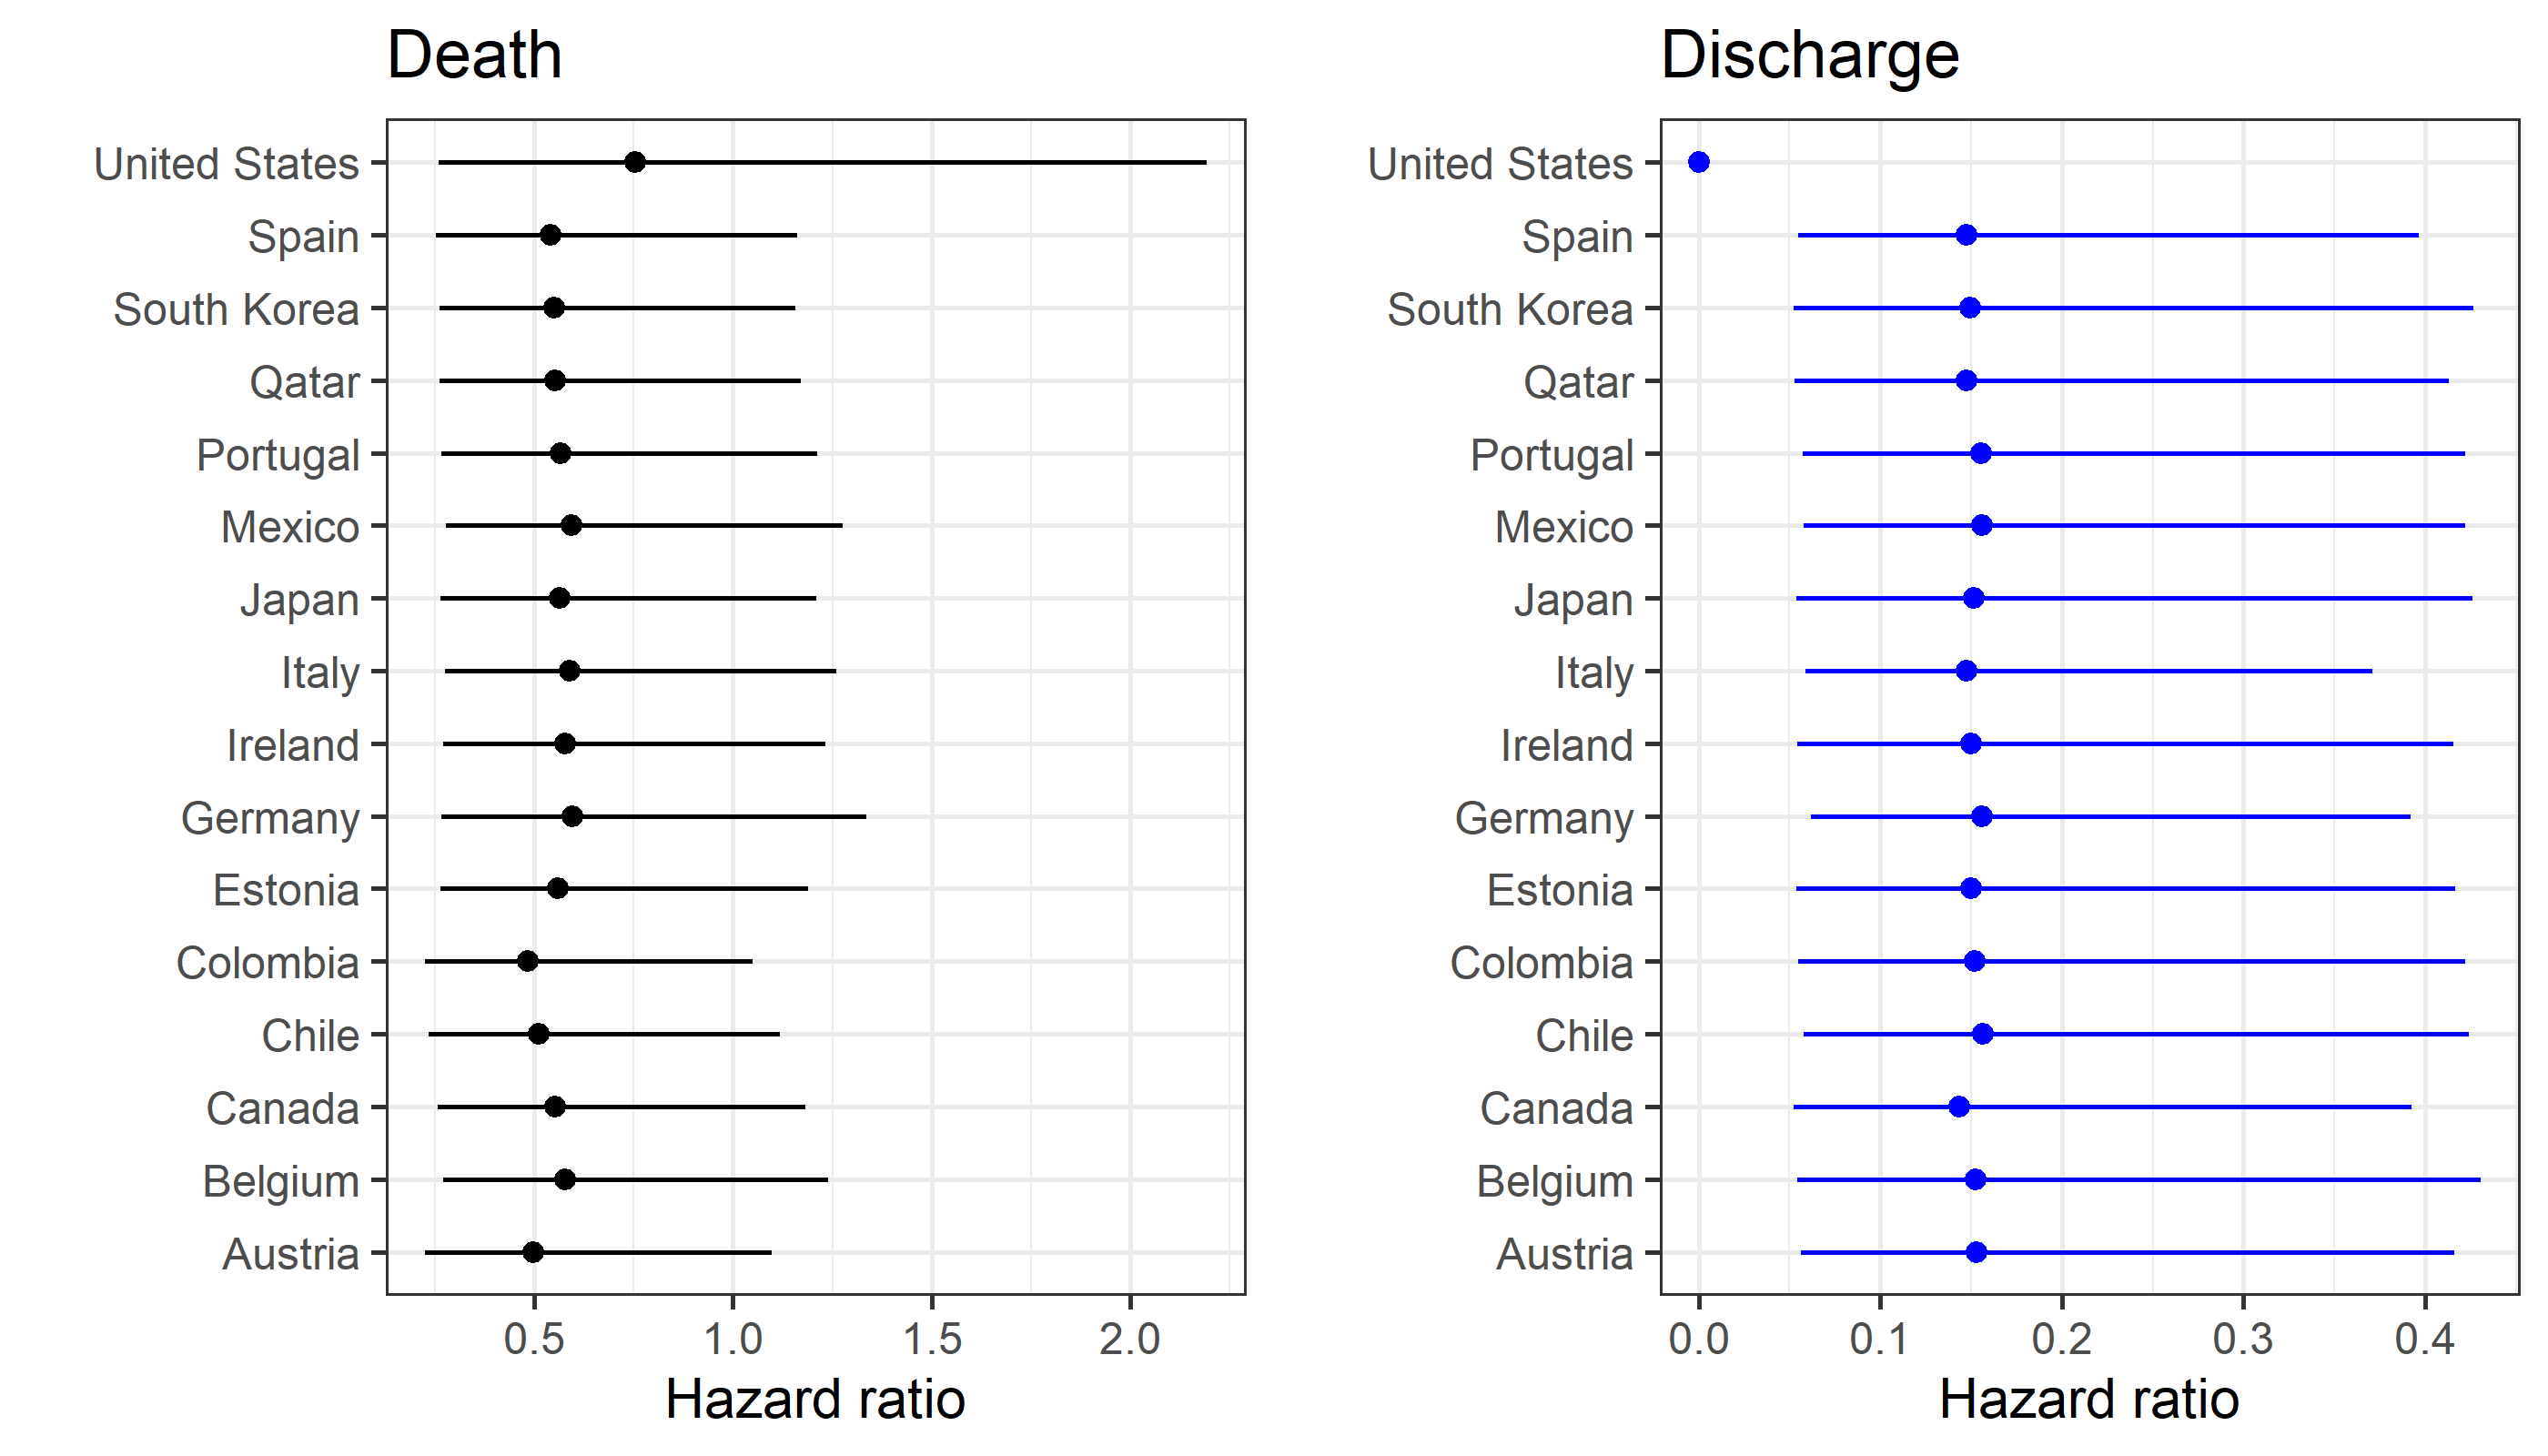 Death
United States
Spain
South Korea
Qatar
Portugal
Mexico
Japan
Italy
Ireland
Germany
Estonia
Colombia
Chile
Canada
Belgium
Austria
0.5 1.0 1.5 2.0
Hazard ratio
Discharge
United States
Spain
South Korea
Qatar
Portugal
Mexico
Japan
Italy
Ireland
Germany
Estonia
Colombia
Chile
Canada
Belgium
Austria
0.0 0.1 0.2 0.3 0.4
Hazard ratio